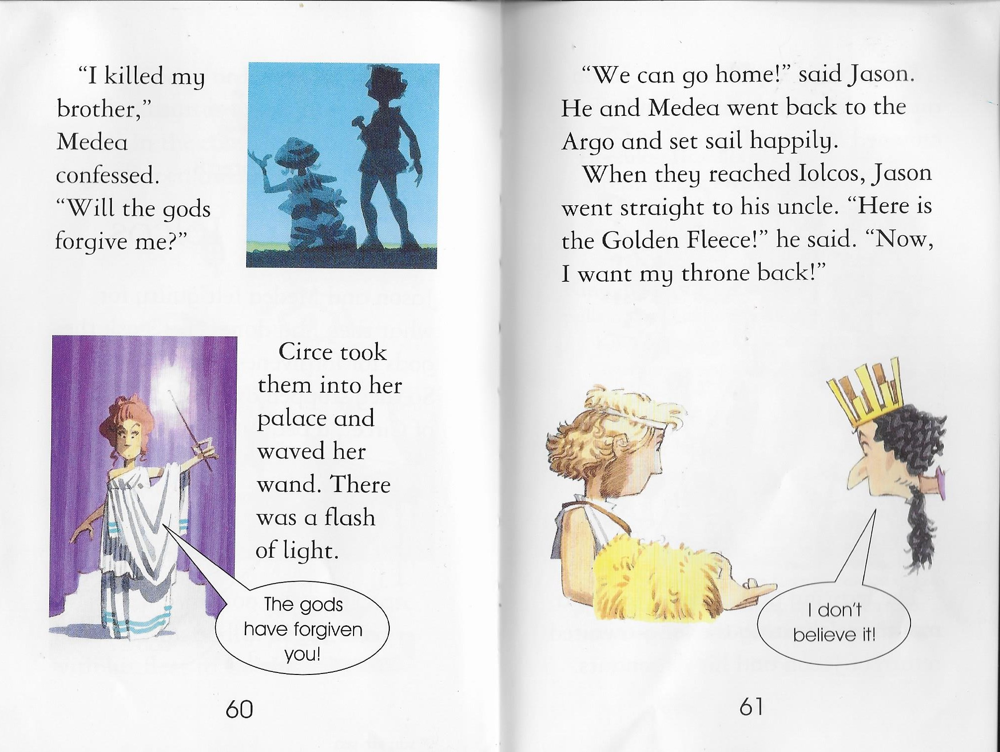 “I killed my
brother,”
Medea
confessed.
“Will the gods
forgive me?”
Circe took
them into her
palace and
waved her
wand. There
was a flash
of light.
The gods
have forgiven
you!
60
“We can go home!” said Jason.
He and Medea went back to the
Argo and set sail happily.
When they reached Iolcos, Jason
went straight to his uncle. “Here is
the Golden Fleece!” he said. “Now,
I want my throne back!”
I don't
believe it!
61